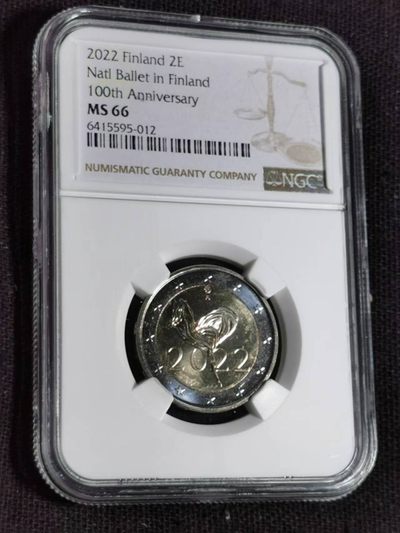 2022 Finland 2E
Natl Ballet in Finland
100th Anniversary
MS 66
6415595-012
NUMISMATIC GUARANTY COMPANY
NGC
2022